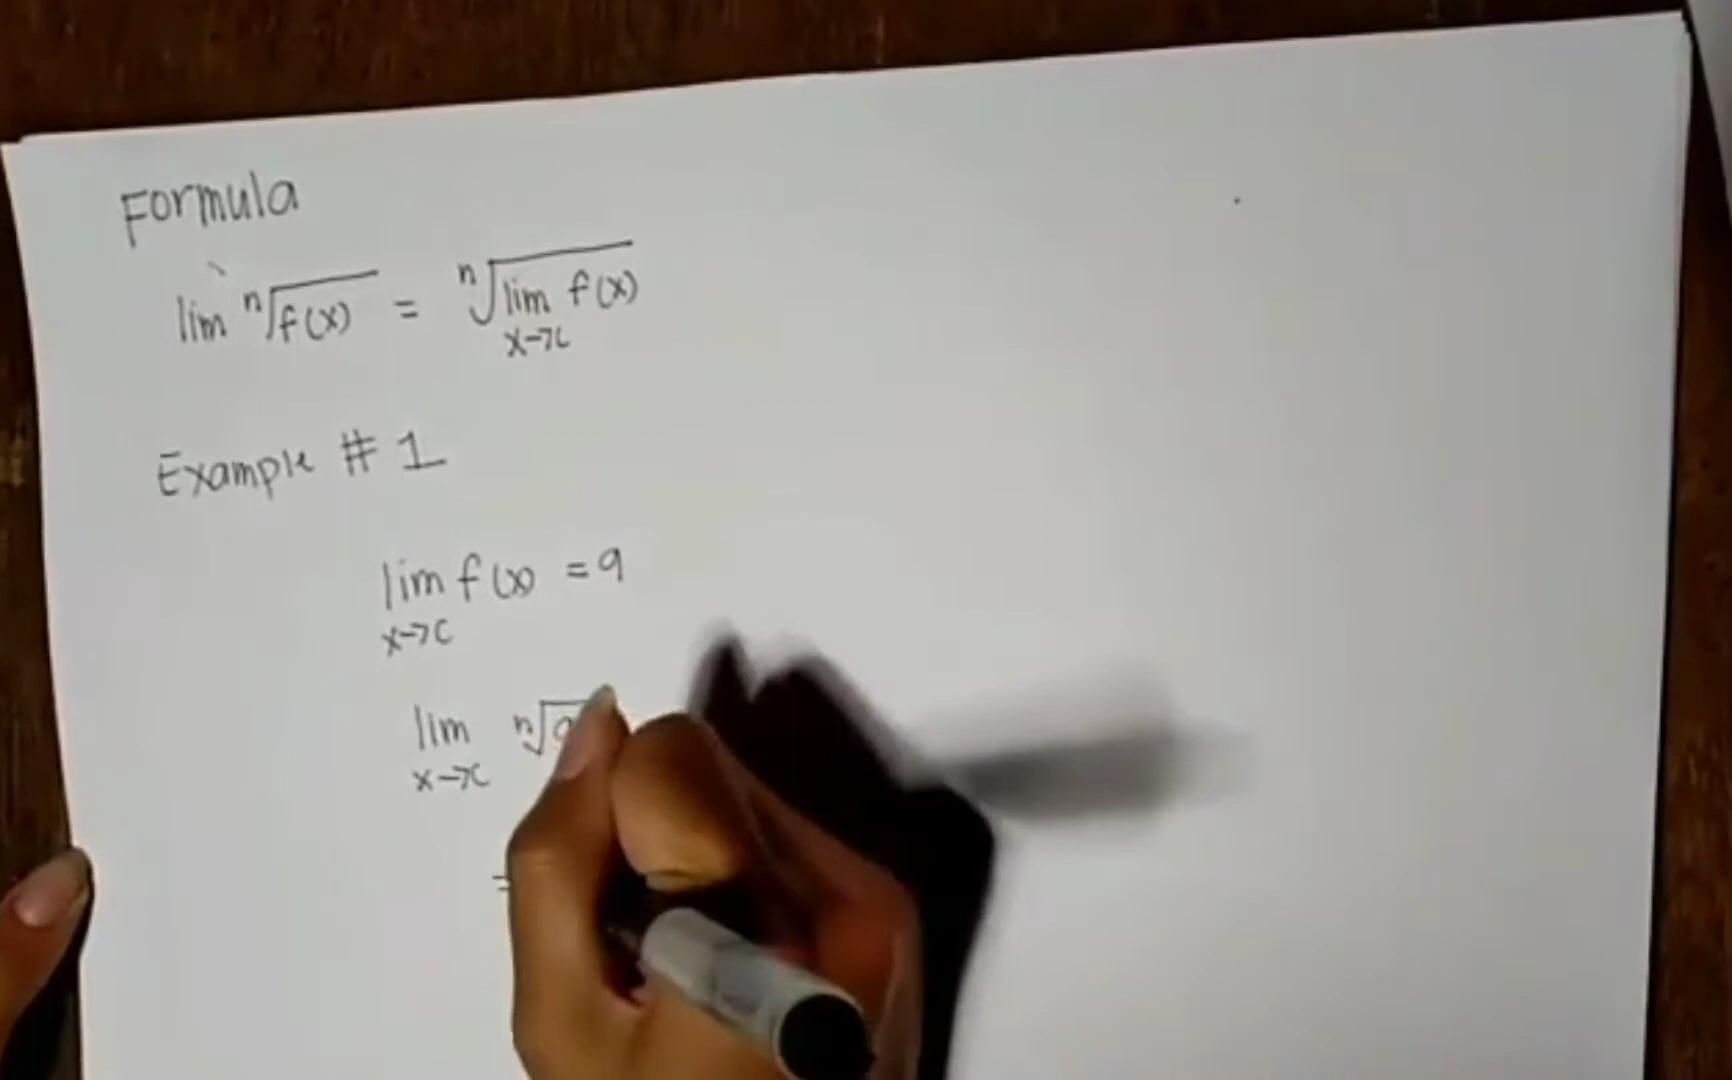 Formula
lim ⁿ√f(x) = ⁿ√lim f(x)
x→c
Example # 1
lim f(x) = 9
x→c
lim ⁿ√9
x→c
=